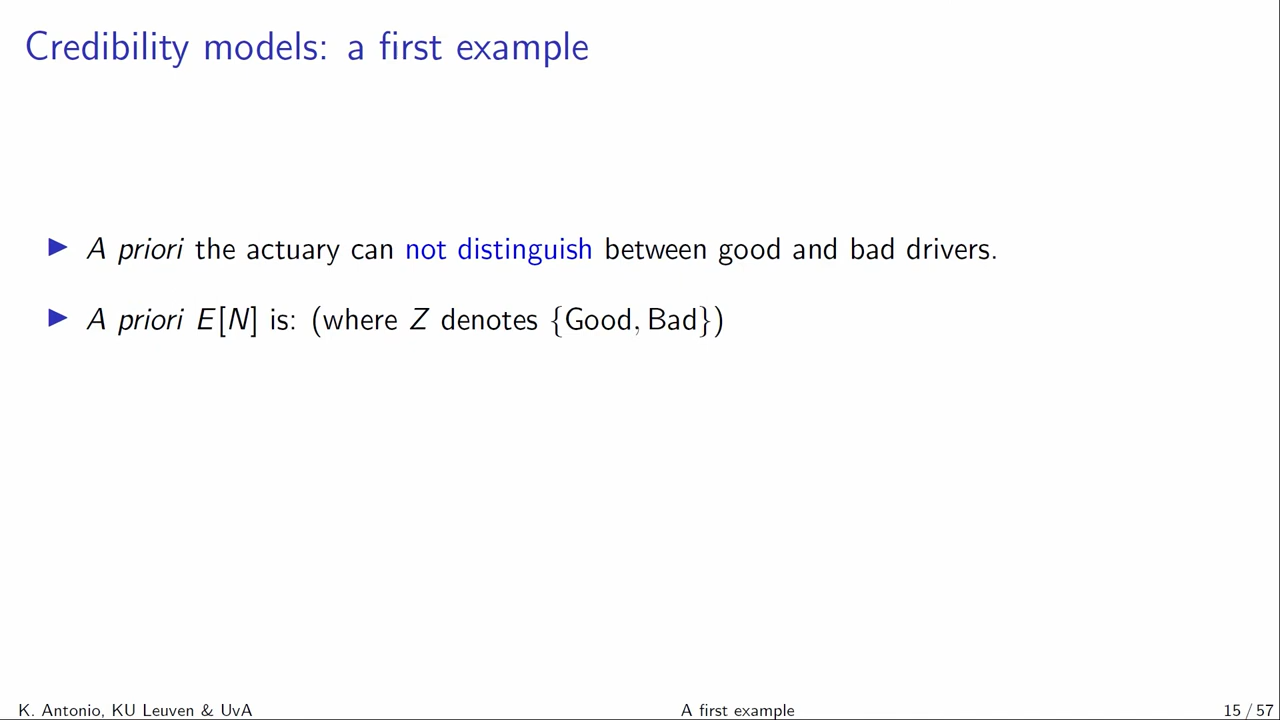 Credibility models: a first example
▶ A priori the actuary can not distinguish between good and bad drivers.
▶ A priori E[N] is: (where Z denotes {Good, Bad})
K. Antonio, KU Leuven & UvA
A first example
15 / 57